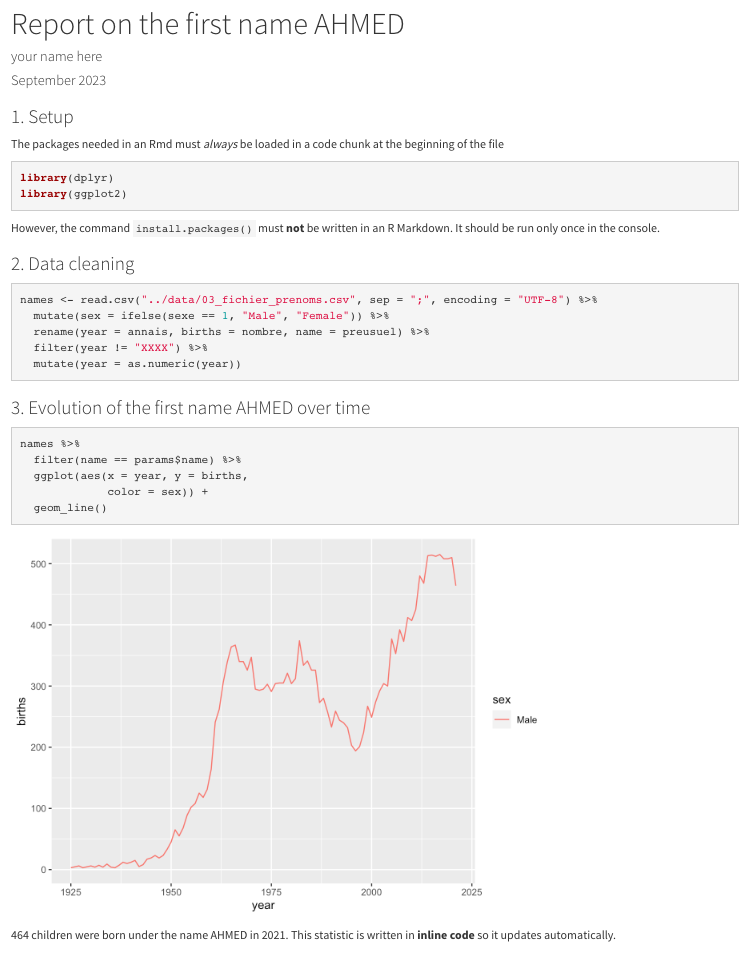 Report on the first name AHMED
your name here
September 2023
1. Setup
The packages needed in an Rmd must always be loaded in a code chunk at the beginning of the file
library(dplyr)
library(ggplot2)
However, the command install.packages() must not be written in an R Markdown. It should be run only once in the console.
2. Data cleaning
names <- read.csv("../data/03_fichier_prenoms.csv", sep = ";", encoding = "UTF-8") %>%
  mutate(sex = ifelse(sexe == 1, "Male", "Female")) %>%
  rename(year = annais, births = nombre, name = preusuel) %>%
  filter(year != "XXXX") %>%
  mutate(year = as.numeric(year))
3. Evolution of the first name AHMED over time
names %>%
  filter(name == params$name) %>%
  ggplot(aes(x = year, y = births,
             color = sex)) +
  geom_line()
500
400
300
200
100
0
births
sex
Male
1925 1950 1975 2000 2025
year
464 children were born under the name AHMED in 2021. This statistic is written in inline code so it updates automatically.